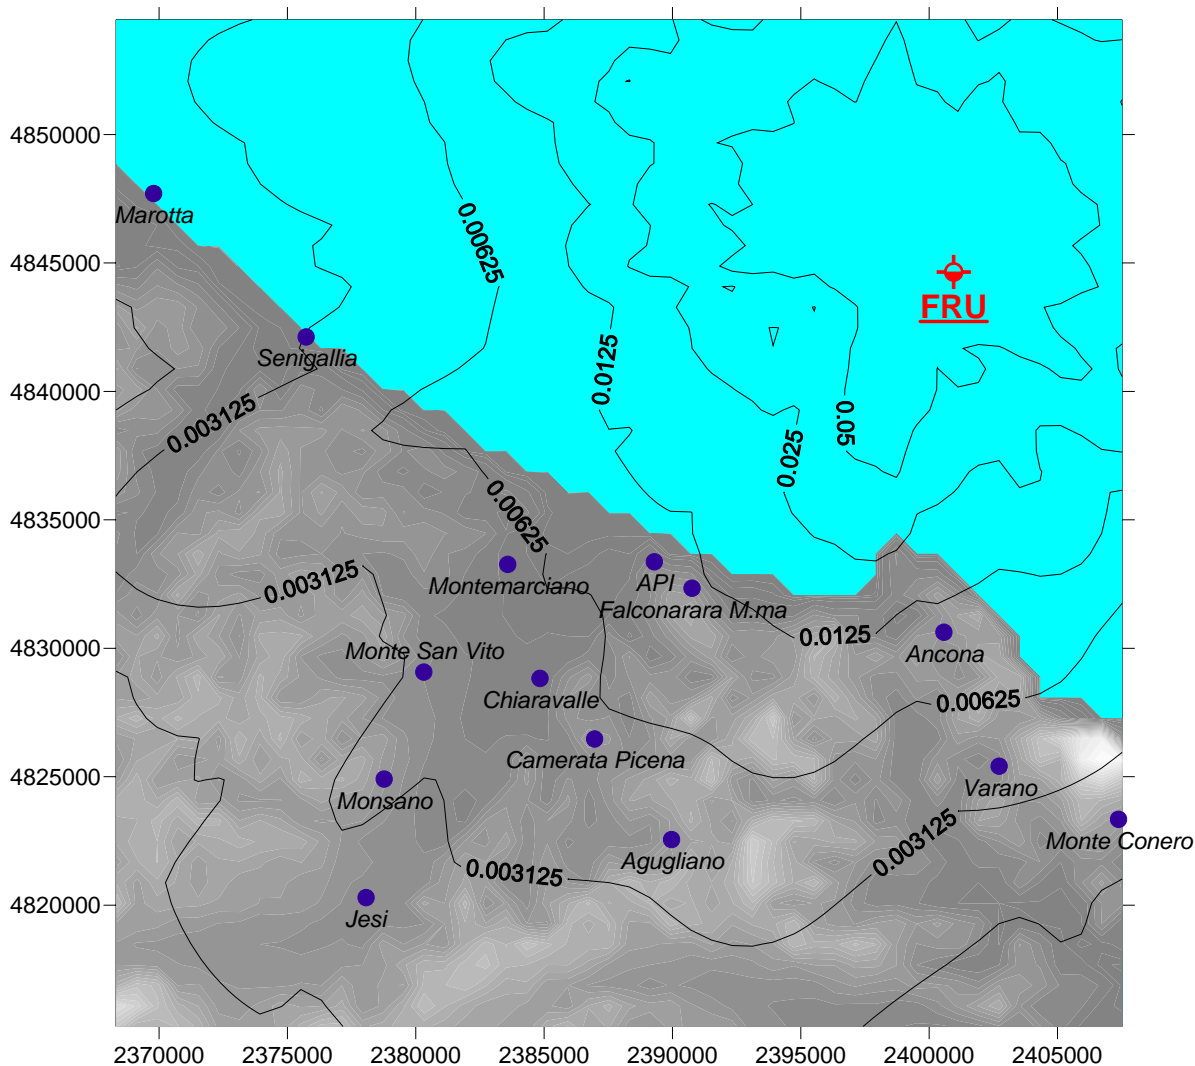 4850000
Marotta
0.00625
4845000
FRU
Senigallia
0.0125
4840000
0.003125
0.05
0.025
4835000
0.00625
0.003125
Montemarciano
API
Falconarara M.ma
4830000
0.0125
Monte San Vito
Ancona
Chiaravalle
0.00625
Camerata Picena
4825000
Monsano
Varano
0.003125
Monte Conero
Agugliano
0.003125
4820000
Jesi
2370000 2375000 2380000 2385000 2390000 2395000 2400000 2405000